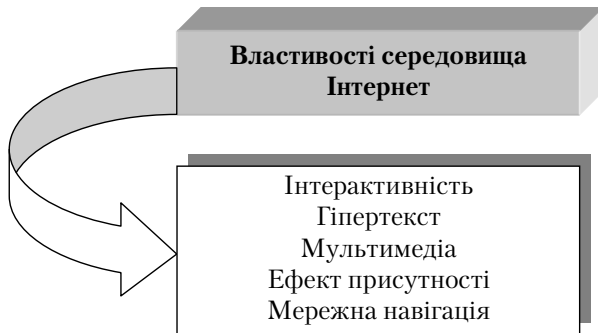 Властивості середовища
Інтернет
Інтерактивність
Гіпертекст
Мультимедіа
Ефект присутності
Мережна навігація